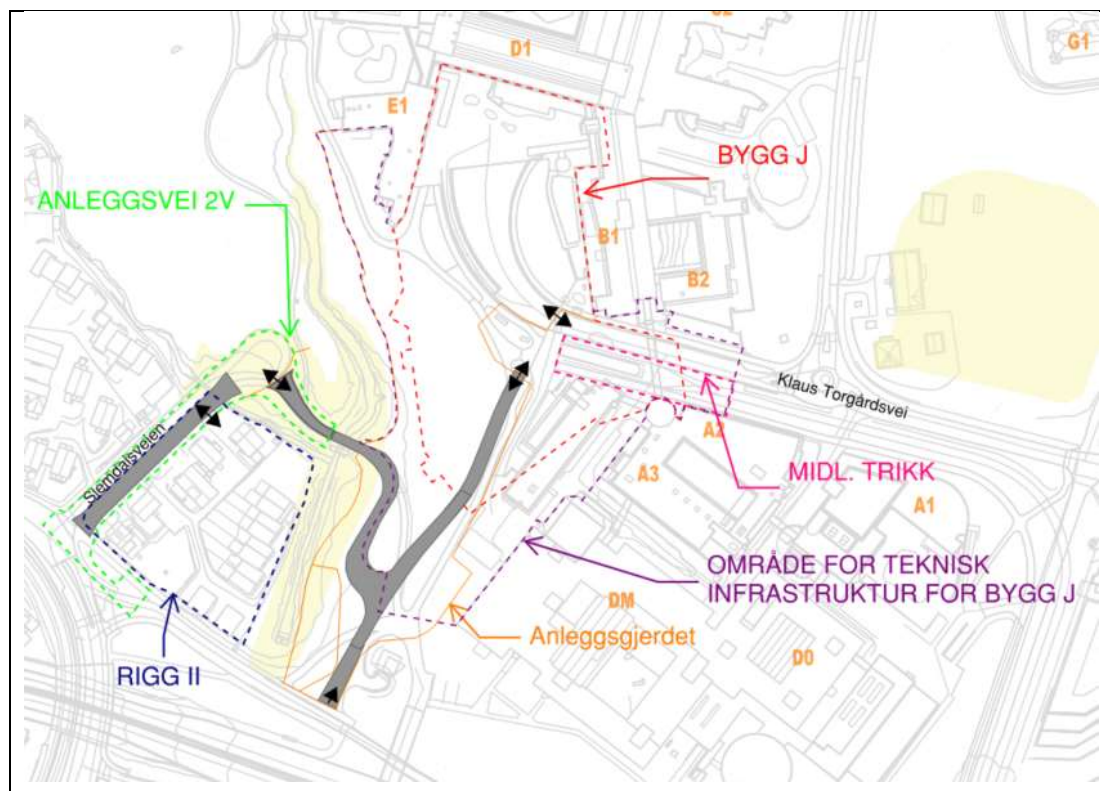 D1
G1
E1
BYGG J
ANLEGGSVEI 2V
B1
B2
Klaus Torgårdsvei
Slemdalsveien
A2
MIDL. TRIKK
A3
A1
OMRÅDE FOR TEKNISK
INFRASTRUKTUR FOR BYGG J
DM
Anleggsgjerdet
D0
RIGG II